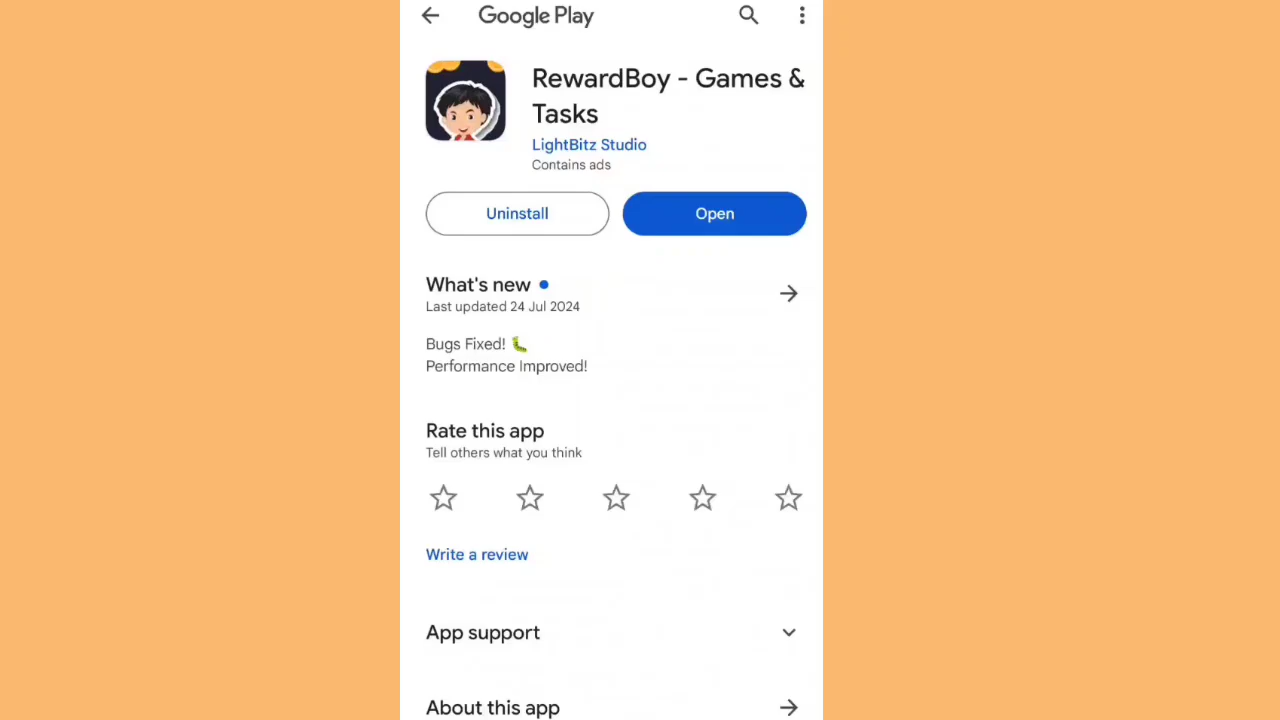 Google Play
RewardBoy - Games &
Tasks
LightBitz Studio
Contains ads
Uninstall
Open
What's new
Last updated 24 Jul 2024
Bugs Fixed! 🐛
Performance Improved!
Rate this app
Tell others what you think
Write a review
App support
About this app